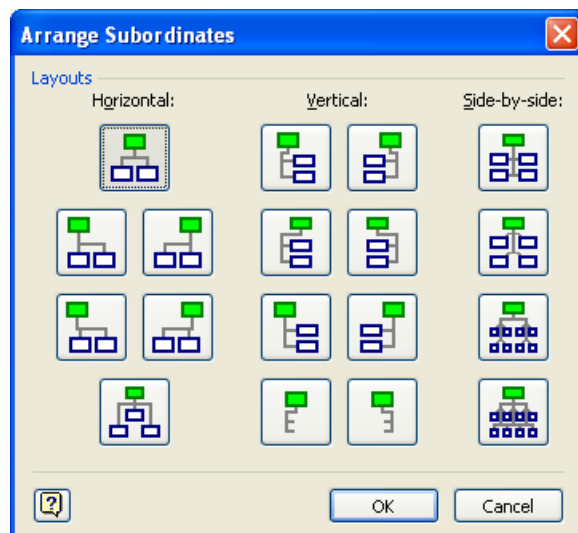 Arrange Subordinates
Layouts
Horizontal:
Vertical:
Side-by-side:
?
OK
Cancel